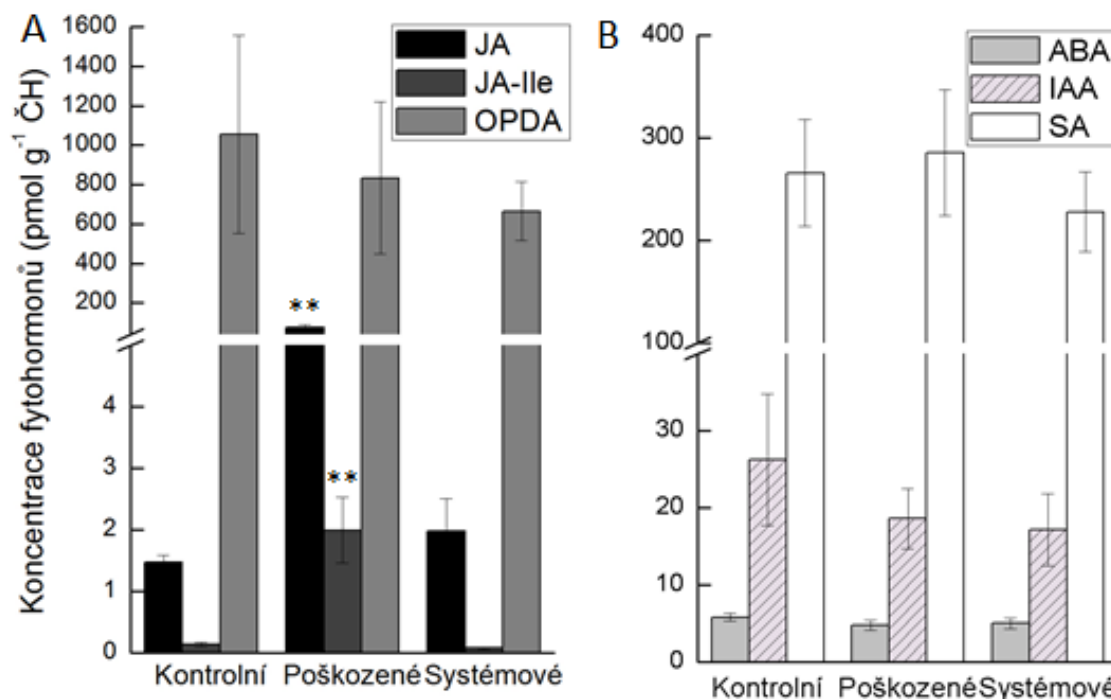 A
Koncentrace fytohormonů (pmol g⁻¹ ČH)
1600
1400
1200
1000
800
600
400
200
4
3
2
1
0
JA
JA-Ile
OPDA
**
**
Kontrolní Poškozené Systémové
B
400
300
200
100
30
20
10
0
ABA
IAA
SA
Kontrolní Poškozené Systémové